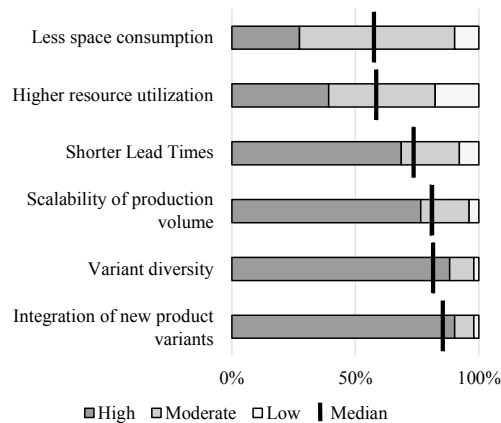 Less space consumption
Higher resource utilization
Shorter Lead Times
Scalability of production
volume
Variant diversity
Integration of new product
variants
0% 50% 100%
High Moderate Low Median